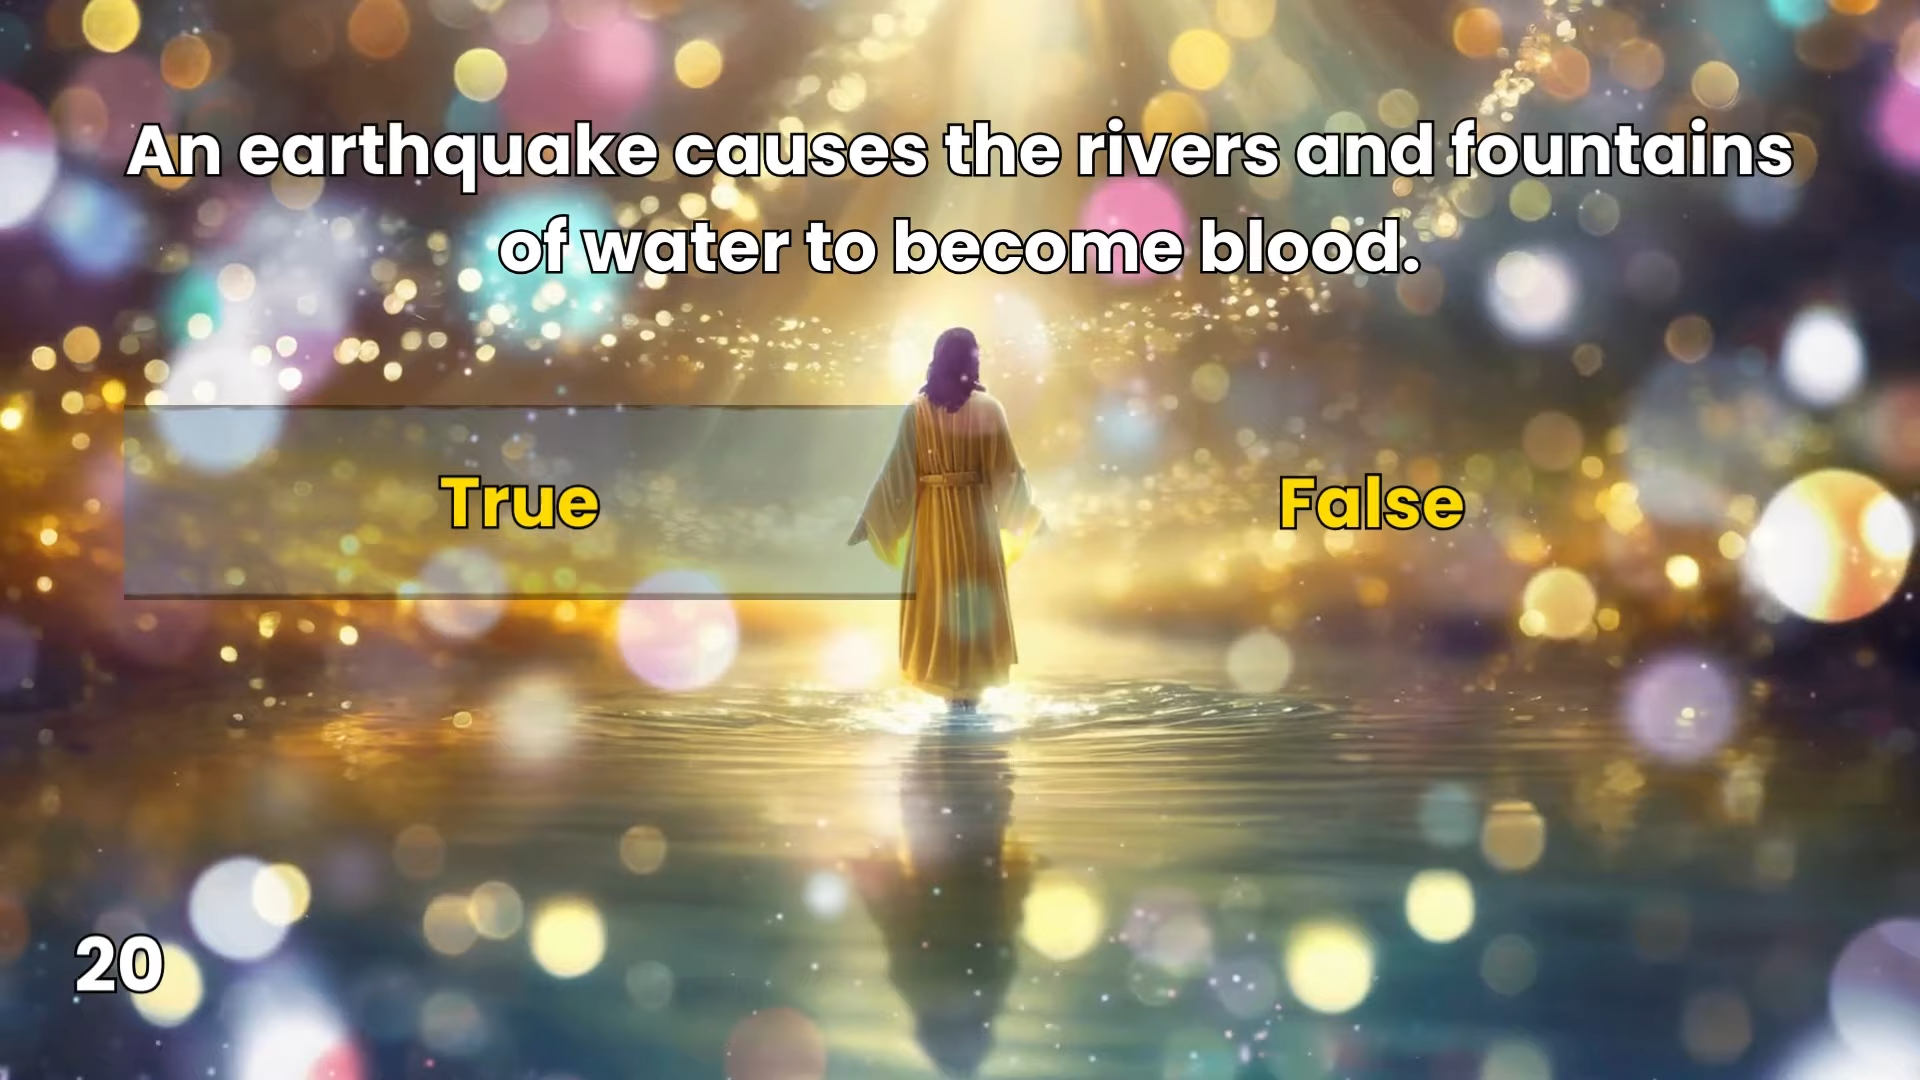 An earthquake causes the rivers and fountains
of water to become blood.
True
False
20